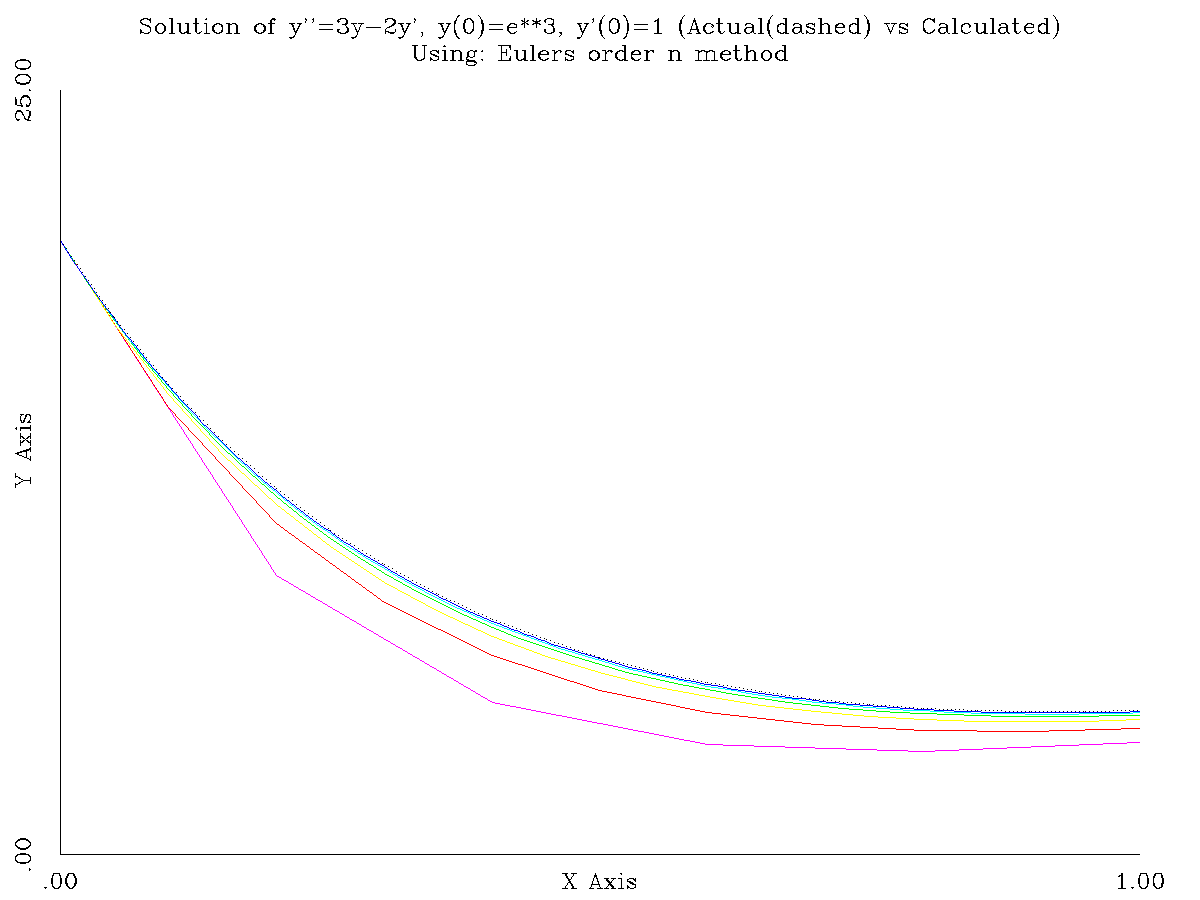 Solution of y''=3y-2y', y(0)=e**3, y'(0)=1 (Actual(dashed) vs Calculated)
Using: Eulers order n method
25.00
Y Axis
.00
.00
X Axis
1.00